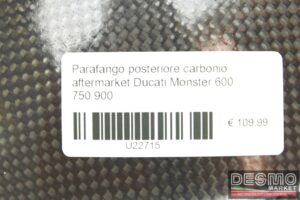 Parafango posteriore carbonio
aftermarket Ducati Monster 600
750 900
€ 109.99
U22715
DESMO
MARKET